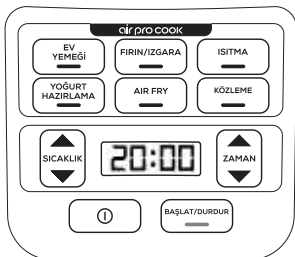 air pro cook
EV
YEMEĞİ
FIRIN/IZGARA
ISITMA
YOĞURT
HAZIRLAMA
AIR FRY
KÖZLEME
SICAKLIK
20:00
ZAMAN
BAŞLAT/DURDUR